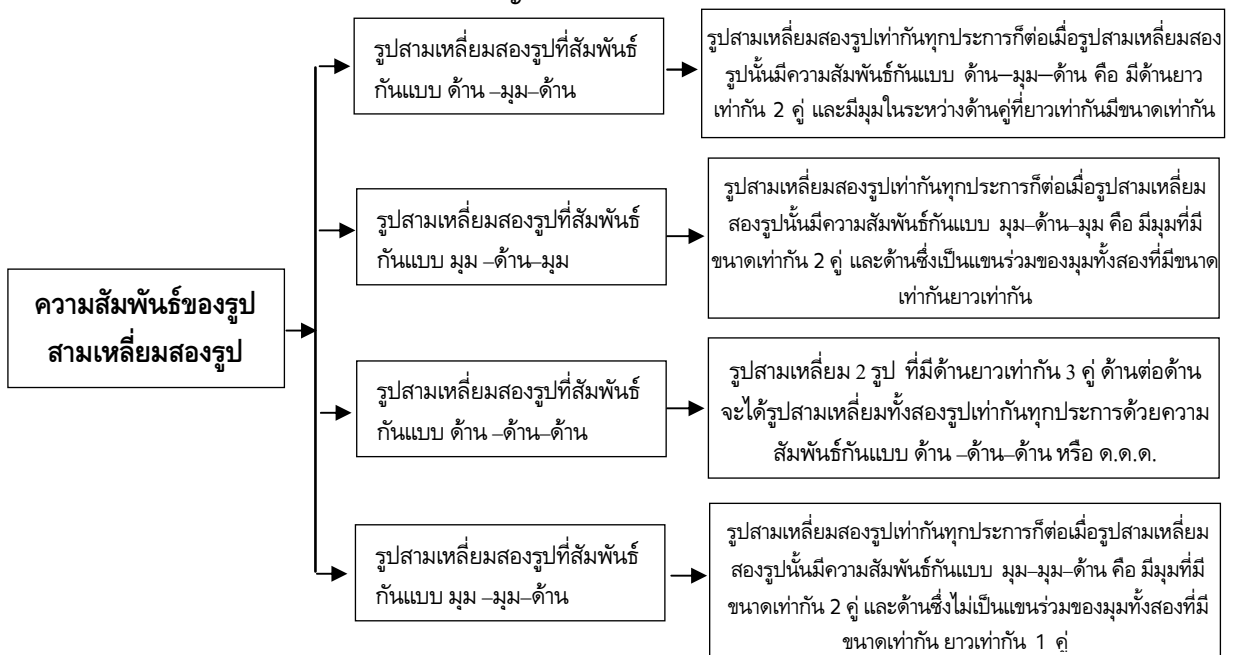 ความสัมพันธ์ของรูป
สามเหลี่ยมสองรูป
รูปสามเหลี่ยมสองรูปที่สัมพันธ์
กันแบบ ด้าน –มุม–ด้าน
รูปสามเหลี่ยมสองรูปเท่ากันทุกประการก็ต่อเมื่อรูปสามเหลี่ยมสอง
รูปนั้นมีความสัมพันธ์กันแบบ ด้าน–มุม–ด้าน คือ มีด้านยาว
เท่ากัน 2 คู่ และมีมุมในระหว่างด้านคู่ที่ยาวเท่ากันมีขนาดเท่ากัน
รูปสามเหลี่ยมสองรูปที่สัมพันธ์
กันแบบ มุม –ด้าน–มุม
รูปสามเหลี่ยมสองรูปเท่ากันทุกประการก็ต่อเมื่อรูปสามเหลี่ยม
สองรูปนั้นมีความสัมพันธ์กันแบบ มุม–ด้าน–มุม คือ มีมุมที่มี
ขนาดเท่ากัน 2 คู่ และด้านซึ่งเป็นแขนร่วมของมุมทั้งสองที่มีขนาด
เท่ากันยาวเท่ากัน
รูปสามเหลี่ยมสองรูปที่สัมพันธ์
กันแบบ ด้าน –ด้าน–ด้าน
รูปสามเหลี่ยม 2 รูป ที่มีด้านยาวเท่ากัน 3 คู่ ด้านต่อด้าน
จะได้รูปสามเหลี่ยมทั้งสองรูปเท่ากันทุกประการด้วยความ
สัมพันธ์กันแบบ ด้าน –ด้าน–ด้าน หรือ ด.ด.ด.
รูปสามเหลี่ยมสองรูปที่สัมพันธ์
กันแบบ มุม –มุม–ด้าน
รูปสามเหลี่ยมสองรูปเท่ากันทุกประการก็ต่อเมื่อรูปสามเหลี่ยม
สองรูปนั้นมีความสัมพันธ์กันแบบ มุม–มุม–ด้าน คือ มีมุมที่มี
ขนาดเท่ากัน 2 คู่ และด้านซึ่งไม่เป็นแขนร่วมของมุมทั้งสองที่มี
ขนาดเท่ากัน ยาวเท่ากัน 1 คู่